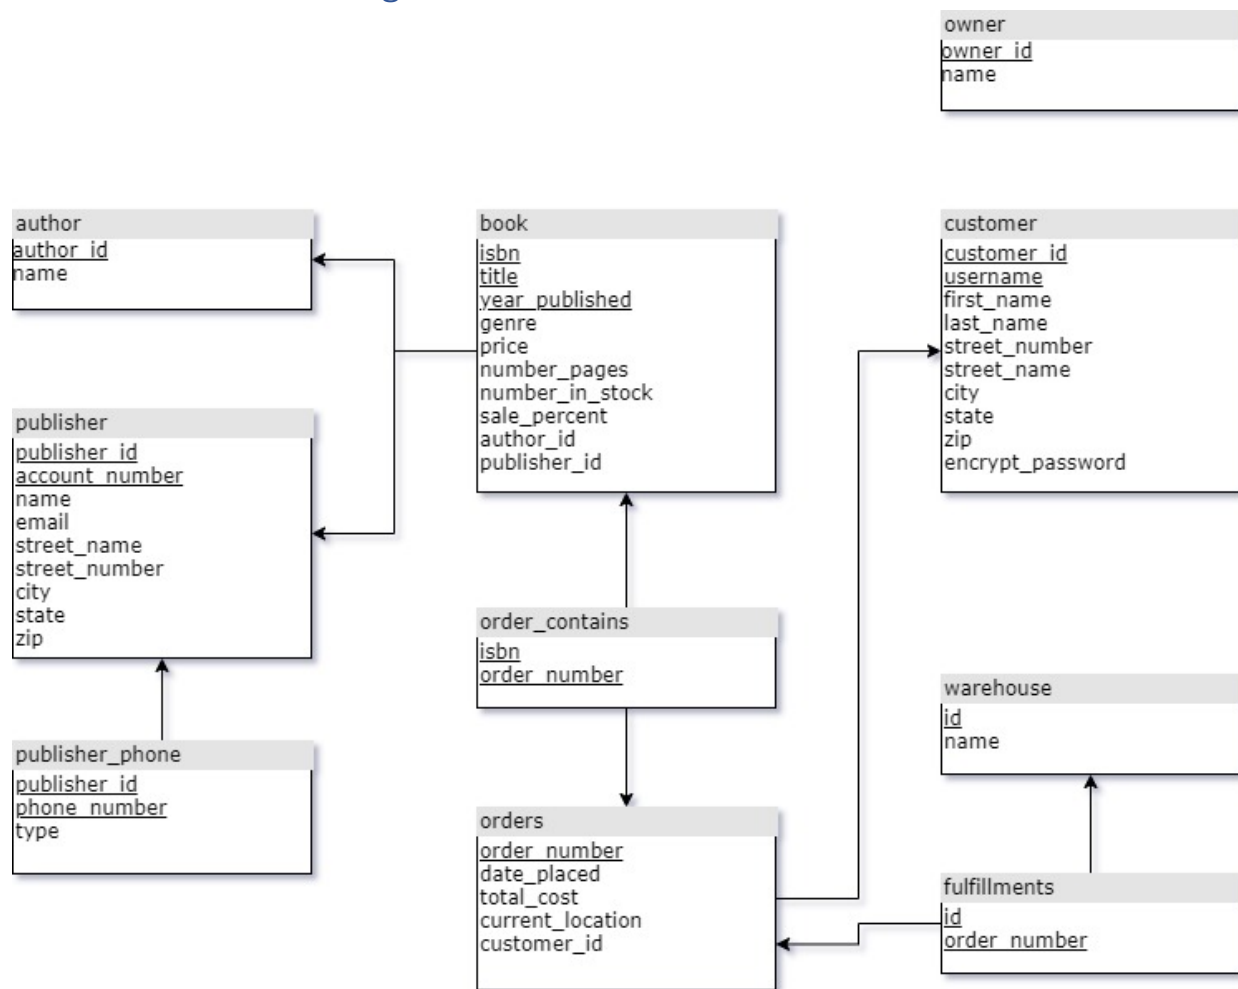 owner
owner_id
name
author
author_id
name
book
isbn
title
year_published
genre
price
number_pages
number_in_stock
sale_percent
author_id
publisher_id
customer
customer_id
username
first_name
last_name
street_number
street_name
city
state
zip
encrypt_password
publisher
publisher_id
account_number
name
email
street_name
street_number
city
state
zip
order_contains
isbn
order_number
warehouse
id
name
publisher_phone
publisher_id
phone_number
type
orders
order_number
date_placed
total_cost
current_location
customer_id
fulfillments
id
order_number